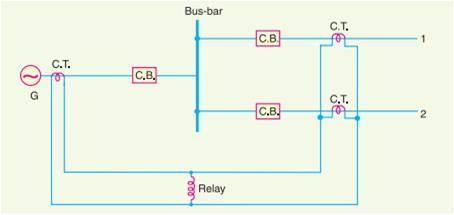 Bus-bar
C.T.
C.B.
1
C.T.
C.B.
G
C.T.
C.B.
2
Relay